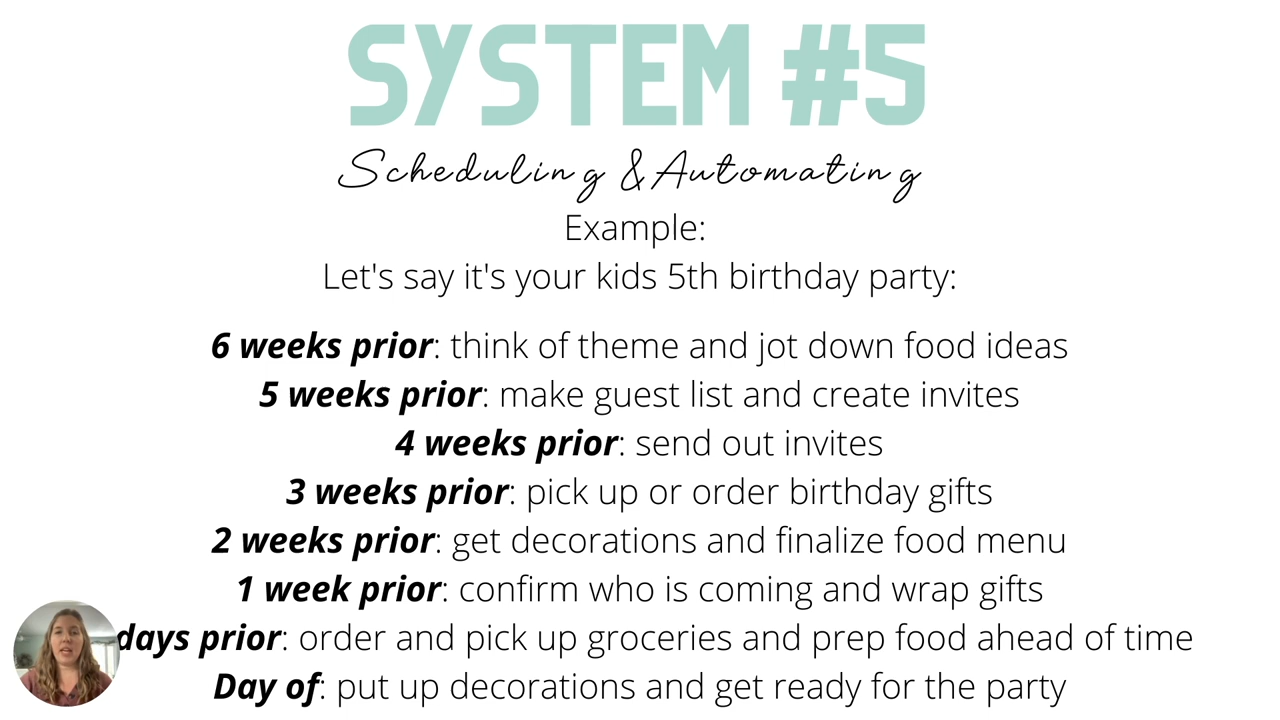 SYSTEM #5
Scheduling & Automating
Example:
Let's say it's your kids 5th birthday party:
6 weeks prior: think of theme and jot down food ideas
5 weeks prior: make guest list and create invites
4 weeks prior: send out invites
3 weeks prior: pick up or order birthday gifts
2 weeks prior: get decorations and finalize food menu
1 week prior: confirm who is coming and wrap gifts
days prior: order and pick up groceries and prep food ahead of time
Day of: put up decorations and get ready for the party